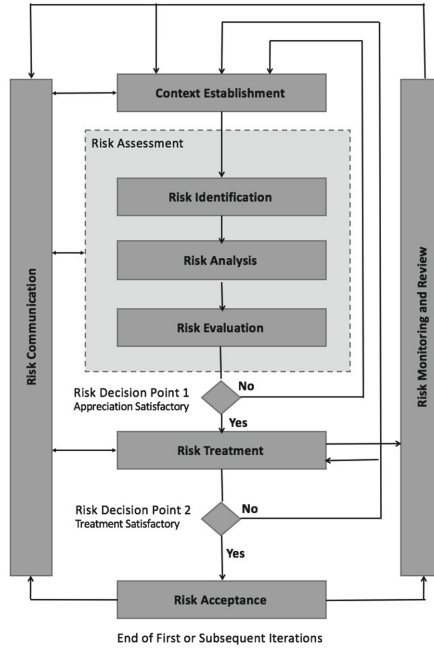 Context Establishment
Risk Assessment
Risk Identification
Risk Analysis
Risk Evaluation
Risk Communication
Risk Monitoring and Review
Risk Decision Point 1
Appreciation Satisfactory
No
Yes
Risk Treatment
Risk Decision Point 2
Treatment Satisfactory
No
Yes
Risk Acceptance
End of First or Subsequent Iterations